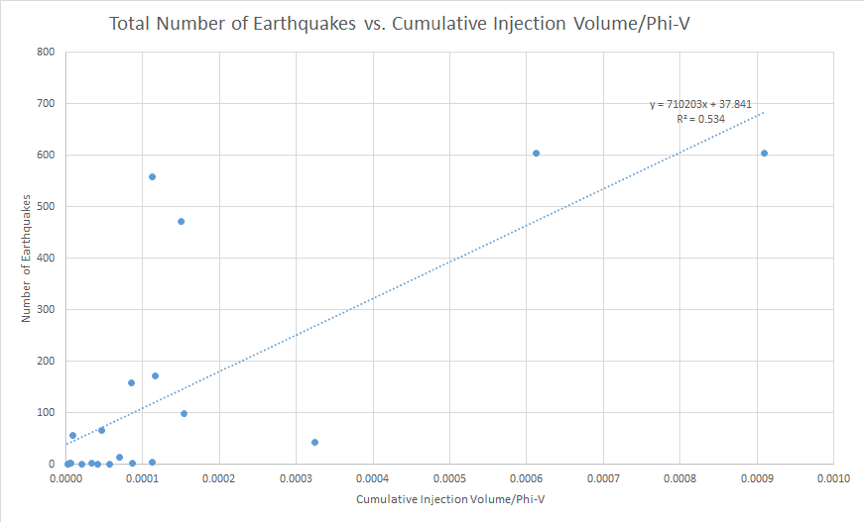 Total Number of Earthquakes vs. Cumulative Injection Volume/Phi-V
800
700
y = 710203x + 37.841
R² = 0.534
600
500
400
300
200
100
0
Number of Earthquakes
0.0000 0.0001 0.0002 0.0003 0.0004 0.0005 0.0006 0.0007 0.0008 0.0009 0.0010
Cumulative Injection Volume/Phi-V